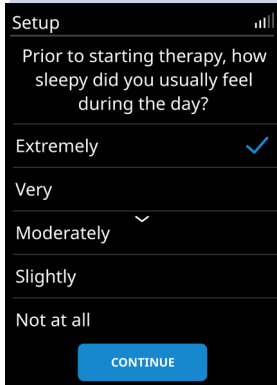 Setup
Prior to starting therapy, how
sleepy did you usually feel
during the day?
Extremely
Very
Moderately
Slightly
Not at all
CONTINUE